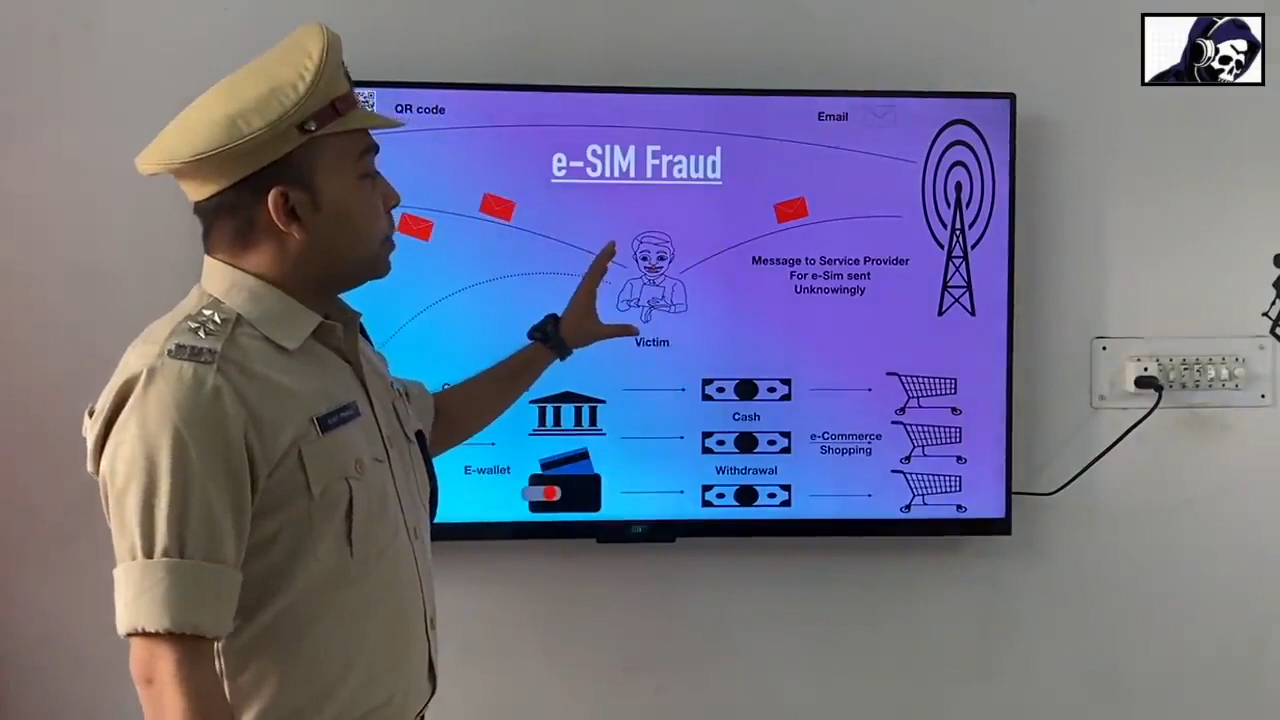 QR code
Email
e-SIM Fraud
Message to Service Provider
For e-Sim sent
Unknowingly
Victim
Cash
e-Commerce
Shopping
E-wallet
Withdrawal